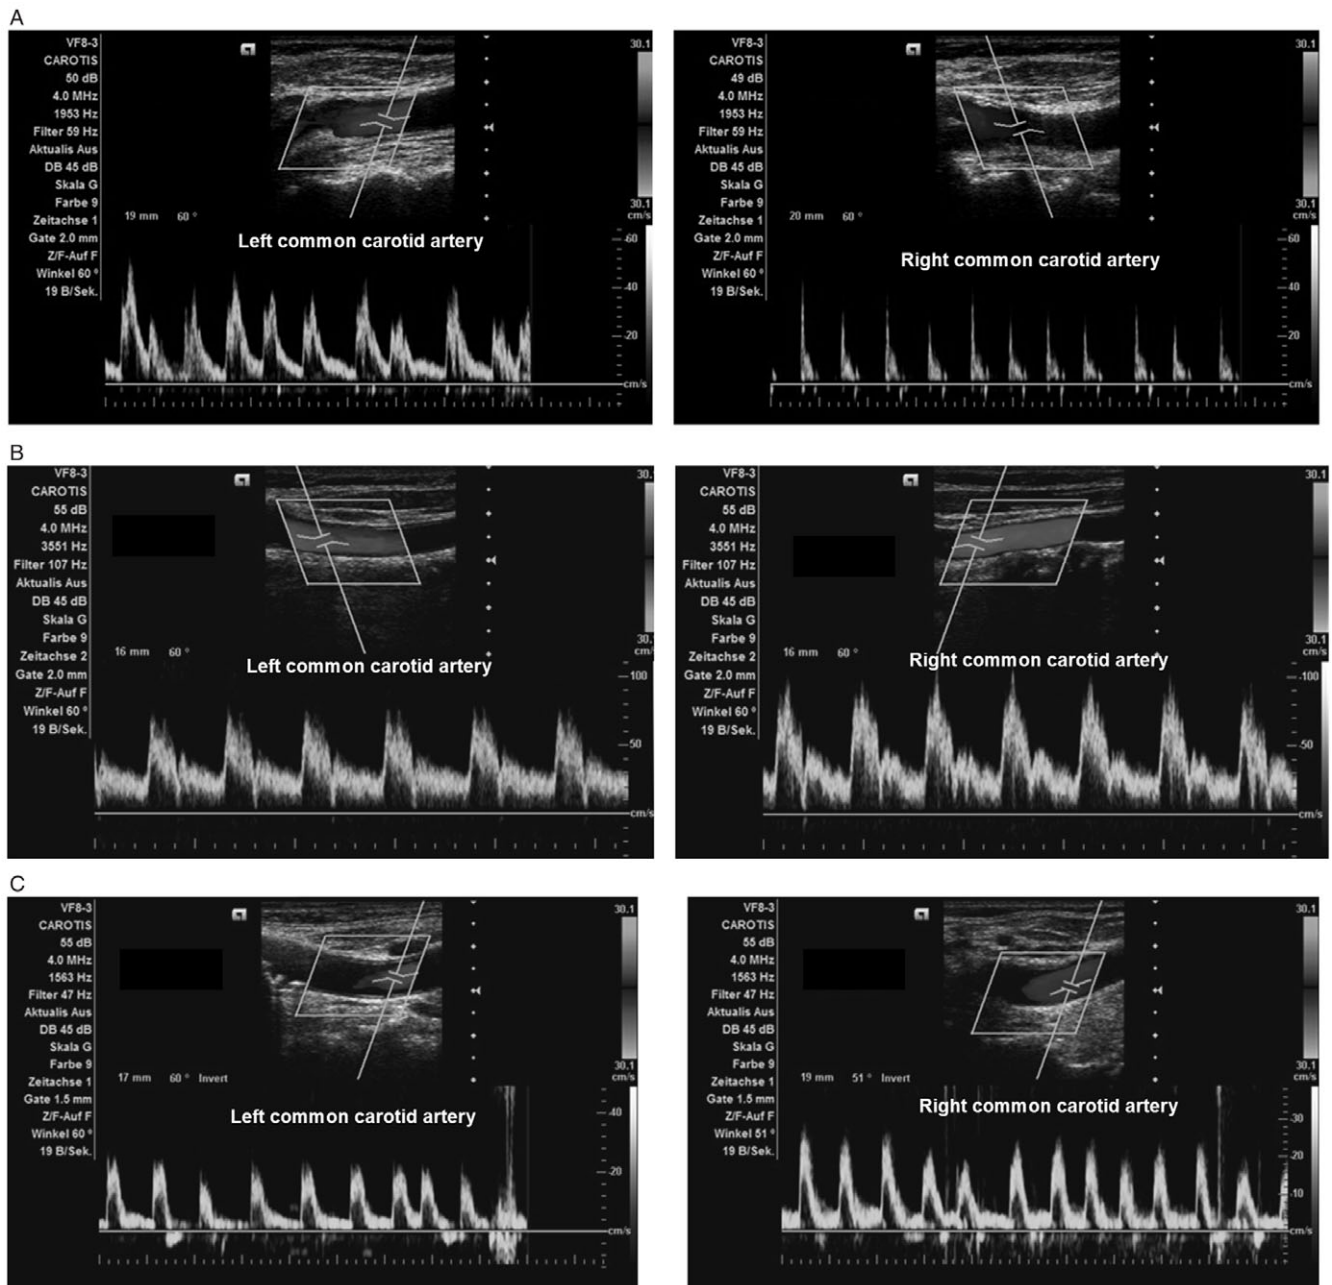 A
VF8-3
CAROTIS
50 dB
4.0 MHz
1953 Hz
Filter 59 Hz
Aktualis Aus
DB 45 dB
Skala G
Farbe 9
Zeitachse 1
Gate 2.0 mm
Z/F-Auf F
Winkel 60 °
19 B/Sek.
19 mm 60 °
30.1
30.1
cm/s
Left common carotid artery
60
40
20
cm/s
VF8-3
CAROTIS
49 dB
4.0 MHz
1953 Hz
Filter 59 Hz
Aktualis Aus
DB 45 dB
Skala G
Farbe 9
Zeitachse 1
Gate 2.0 mm
Z/F-Auf F
Winkel 60 °
19 B/Sek.
20 mm 60 °
30.1
30.1
cm/s
Right common carotid artery
60
40
20
cm/s
B
VF8-3
CAROTIS
55 dB
4.0 MHz
3551 Hz
Filter 107 Hz
Aktualis Aus
DB 45 dB
Skala G
Farbe 9
Zeitachse 2
Gate 2.0 mm
Z/F-Auf F
Winkel 60 °
19 B/Sek.
16 mm 60 °
30.
30.
cm/s
Left common carotid artery
100
50
cm/s
VF8-3
CAROTIS
55 dB
4.0 MHz
3551 Hz
Filter 107 Hz
Aktualis Aus
DB 45 dB
Skala G
Farbe 9
Zeitachse 2
Gate 2.0 mm
Z/F-Auf F
Winkel 60 °
19 B/Sek.
16 mm 60 °
30.1
30.1
cm/s
Right common carotid artery
100
50
cm/s
C
VF8-3
CAROTIS
55 dB
4.0 MHz
1563 Hz
Filter 47 Hz
Aktualis Aus
DB 45 dB
Skala G
Farbe 9
Zeitachse 1
Gate 1.5 mm
Z/F-Auf F
Winkel 60 °
19 B/Sek.
17 mm 60 ° Invert
30.1
30.1
cm/s
Left common carotid artery
40
20
cm/s
VF8-3
CAROTIS
55 dB
4.0 MHz
1563 Hz
Filter 47 Hz
Aktualis Aus
DB 45 dB
Skala G
Farbe 9
Zeitachse 1
Gate 1.5 mm
Z/F-Auf F
Winkel 51 °
19 B/Sek.
19 mm 51 ° Invert
30.1
30.1
cm/s
Right common carotid artery
30
20
10
cm/s